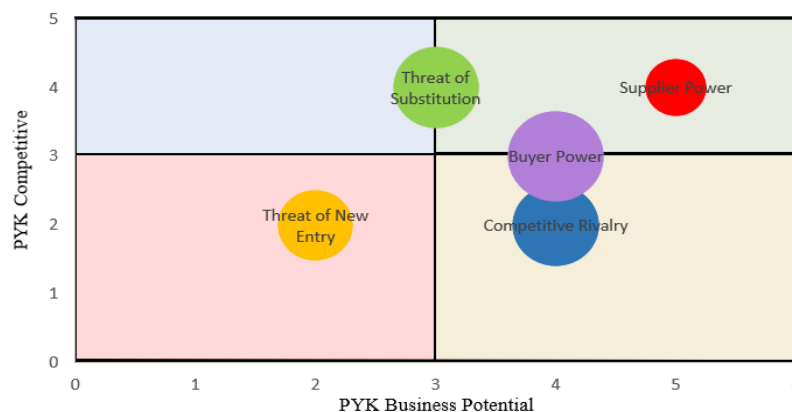 5
4
3
2
1
0
PYK Competitive
Threat of
Substitution
Supplier Power
Buyer Power
Threat of New
Entry
Competitive Rivalry
0 1 2 3 4 5
PYK Business Potential